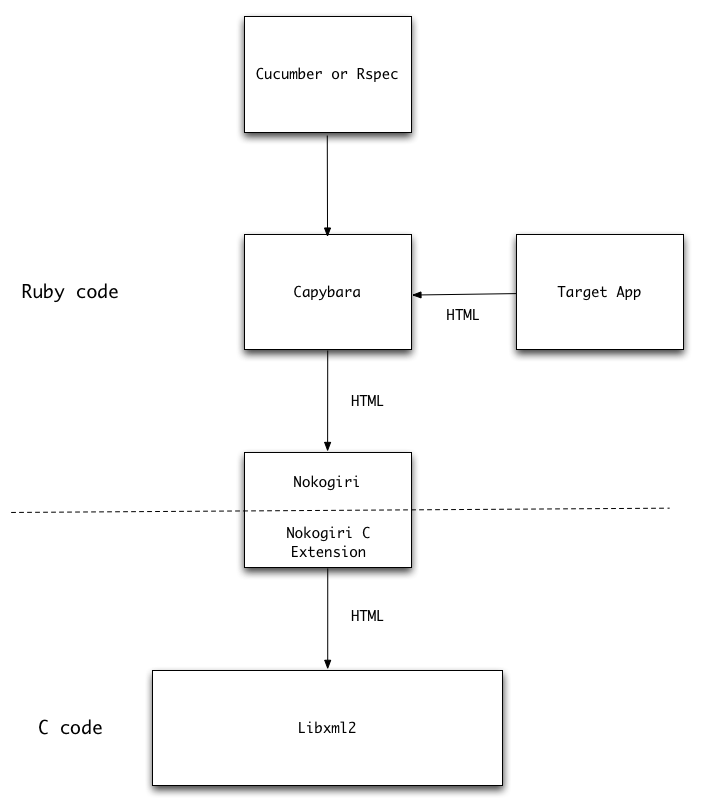 Cucumber or Rspec
Ruby code
Capybara
Target App
HTML
HTML
Nokogiri
Nokogiri C
Extension
HTML
C code
Libxml2